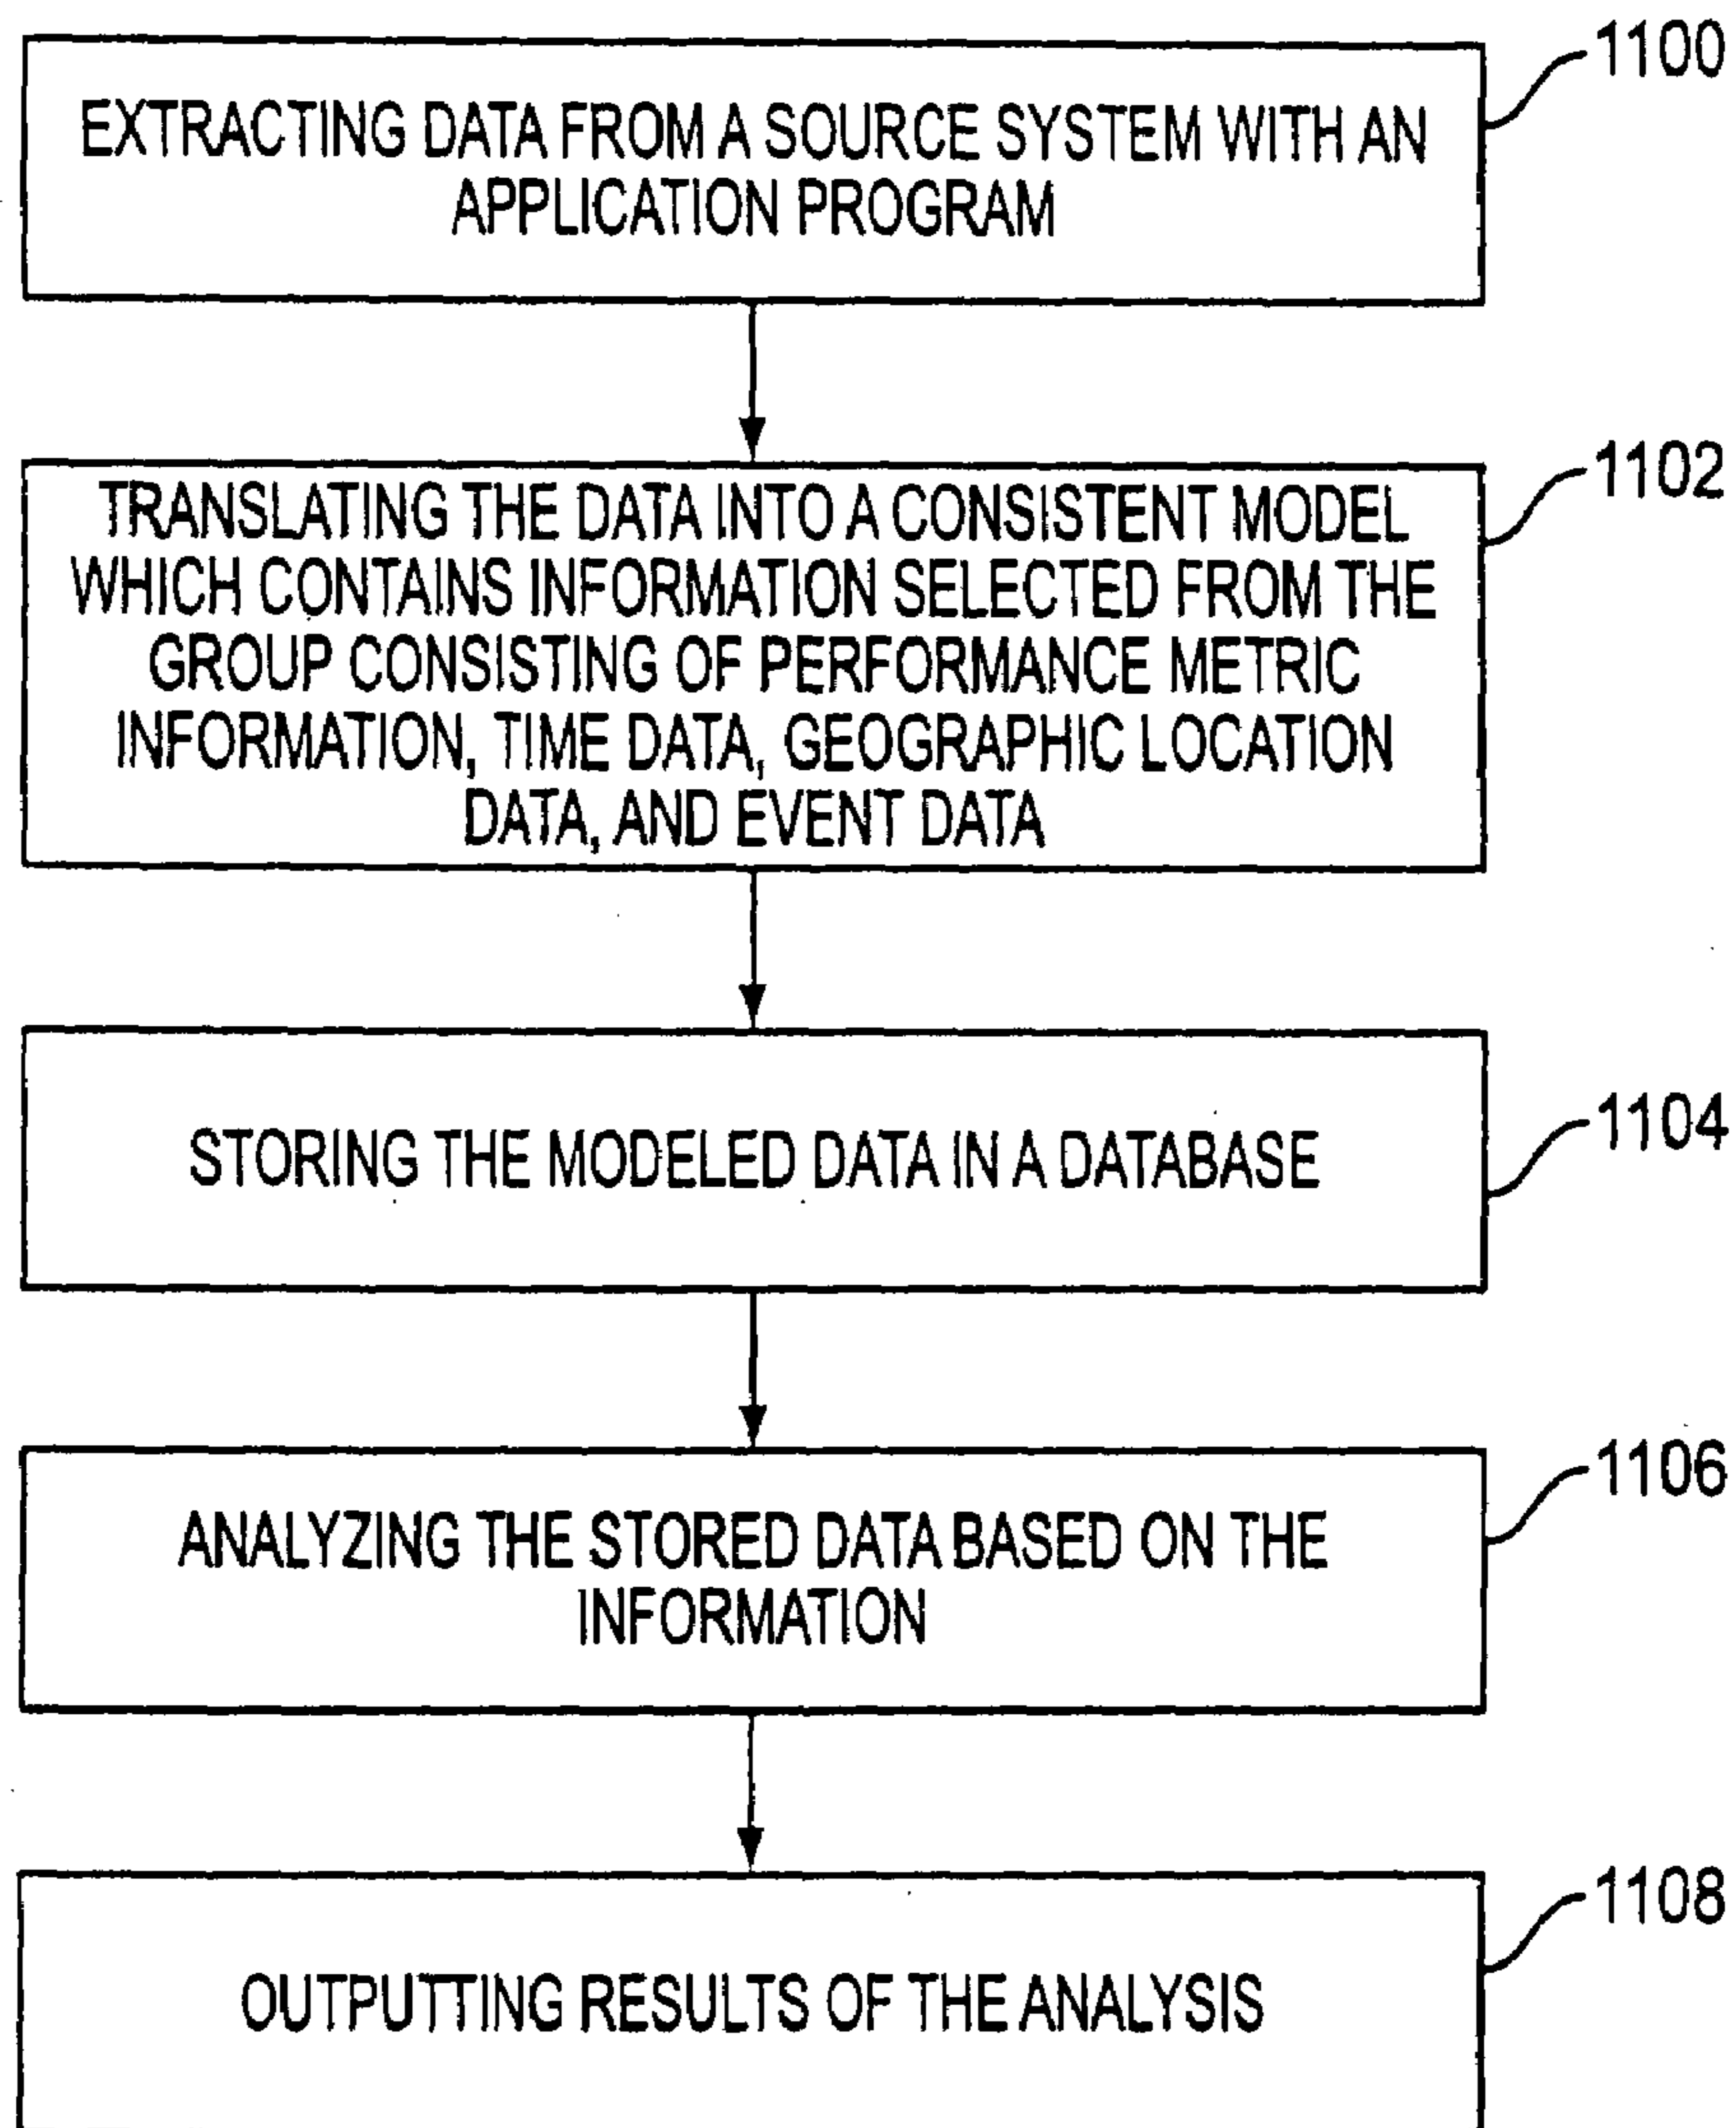 1100
EXTRACTING DATA FROM A SOURCE SYSTEM WITH AN
APPLICATION PROGRAM
1102
TRANSLATING THE DATA INTO A CONSISTENT MODEL
WHICH CONTAINS INFORMATION SELECTED FROM THE
GROUP CONSISTING OF PERFORMANCE METRIC
INFORMATION, TIME DATA, GEOGRAPHIC LOCATION
DATA, AND EVENT DATA
1104
STORING THE MODELED DATA IN A DATABASE
1106
ANALYZING THE STORED DATA BASED ON THE
INFORMATION
1108
OUTPUTTING RESULTS OF THE ANALYSIS